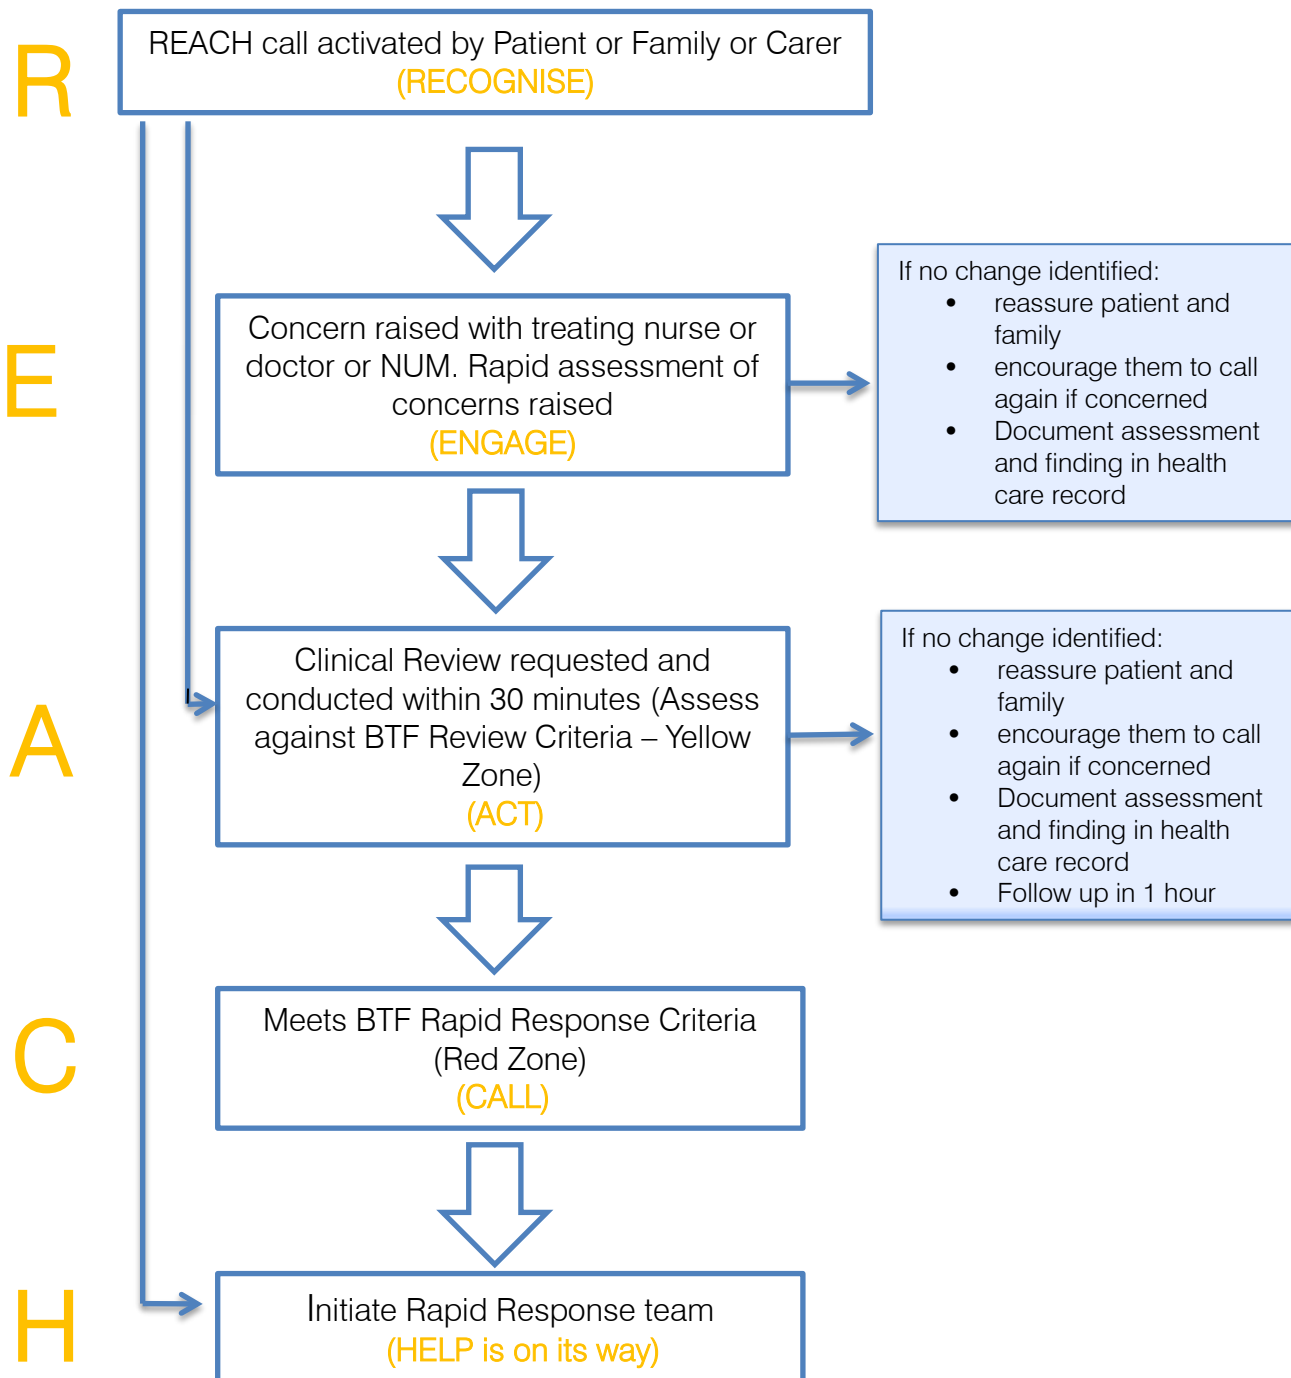 R
REACH call activated by Patient or Family or Carer
(RECOGNISE)
E
Concern raised with treating nurse or
doctor or NUM. Rapid assessment of
concerns raised
(ENGAGE)
If no change identified:
• reassure patient and
family
• encourage them to call
again if concerned
• Document assessment
and finding in health
care record
A
Clinical Review requested and
conducted within 30 minutes (Assess
against BTF Review Criteria – Yellow
Zone)
(ACT)
If no change identified:
• reassure patient and
family
• encourage them to call
again if concerned
• Document assessment
and finding in health
care record
• Follow up in 1 hour
C
Meets BTF Rapid Response Criteria
(Red Zone)
(CALL)
H
Initiate Rapid Response team
(HELP is on its way)